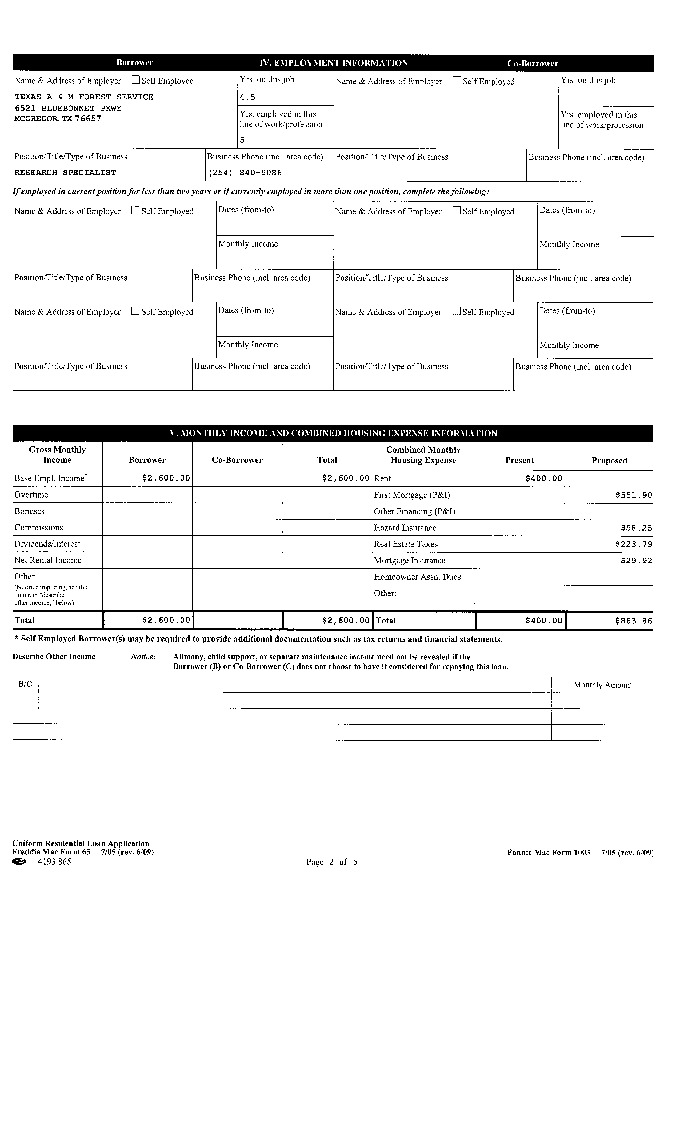 Borrower IV. EMPLOYMENT INFORMATION Co-Borrower
Name & Address of Employer Self Employed Yrs. on this job Name & Address of Employer Self Employed Yrs. on this job
TEXAS A & M FOREST SERVICE 4.5
6521 BLUEBONNET PKWY
MCGREGOR, TX 76657
Yrs. employed in this line of work/profession Yrs. employed in this line of work/profession
5
Position/Title/Type of Business Business Phone (incl. area code) Position/Title/Type of Business Business Phone (incl. area code)
RESEARCH SPECIALIST (254)
If employed in current position for less than two years or if currently employed in more than one position, complete the following:
Name & Address of Employer Self Employed Dates (from-to) Name & Address of Employer Self Employed Dates (from-to)
Monthly Income Monthly Income
Position/Title/Type of Business Business Phone (incl. area code) Position/Title/Type of Business Business Phone (incl. area code)
Name & Address of Employer Self Employed Dates (from-to) Name & Address of Employer Self Employed Dates (from-to)
Monthly Income Monthly Income
Position/Title/Type of Business Business Phone (incl. area code) Position/Title/Type of Business Business Phone (incl. area code)
V. MONTHLY INCOME AND COMBINED HOUSING EXPENSE INFORMATION
Gross Monthly Income Borrower Co-Borrower Total Combined Monthly Housing Expense Present Proposed
Base Empl. Income* $2,600.00 $2,600.00 Rent $400.00
Overtime First Mortgage (P&I) $551.90
Bonuses Other Financing (P&I)
Commissions Hazard Insurance $58.25
Dividends/Interest Real Estate Taxes $223.79
Net Rental Income Mortgage Insurance $29.92
Other Homeowner Assn. Dues
(before completing, see the notice in "describe other income," below)
Other:
Total $2,600.00 $2,600.00 Total $400.00 $863.86
* Self Employed Borrower(s) may be required to provide additional documentation such as tax returns and financial statements.
Describe Other Income Notice: Alimony, child support, or separate maintenance income need not be revealed if the
Borrower (B) or Co-Borrower (C) does not choose to have it considered for repaying this loan.
B/C Monthly Amount
Uniform Residential Loan Application
Freddie Mac Form 65 7/05 (rev. 6/09) Fannie Mae Form 1003 7/05 (rev. 6/09)
Page 2 of 5